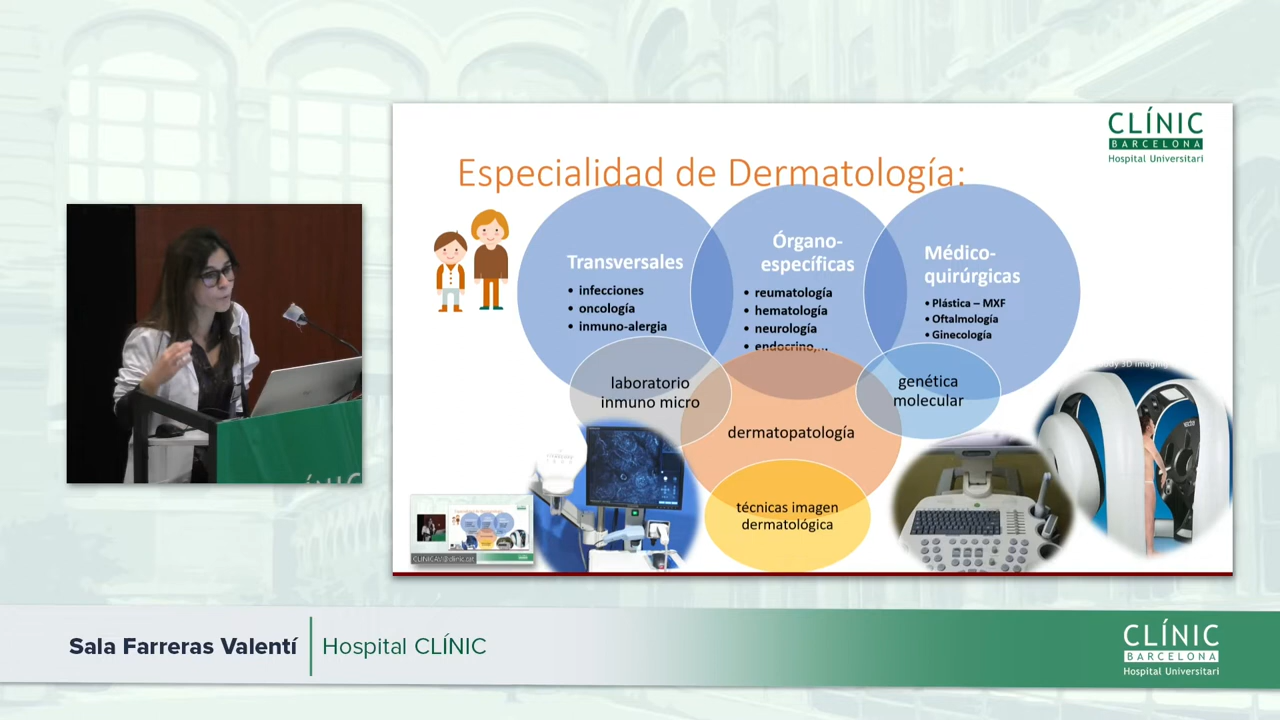 CLÍNIC
BARCELONA
Hospital Universitari
Especialidad de Dermatología:
Transversales
• infecciones
• oncología
• inmuno-alergia
Órgano-
específicas
• reumatología
• hematología
• neurología
• endocrino,...
Médico-
quirúrgicas
• Plástica – MXF
• Oftalmología
• Ginecología
laboratorio
inmuno micro
genética
molecular
dermatopatología
técnicas imagen
dermatológica
3D imaging
Sala Farreras Valentí
Hospital CLÍNIC
CLÍNIC
BARCELONA
Hospital Universitari